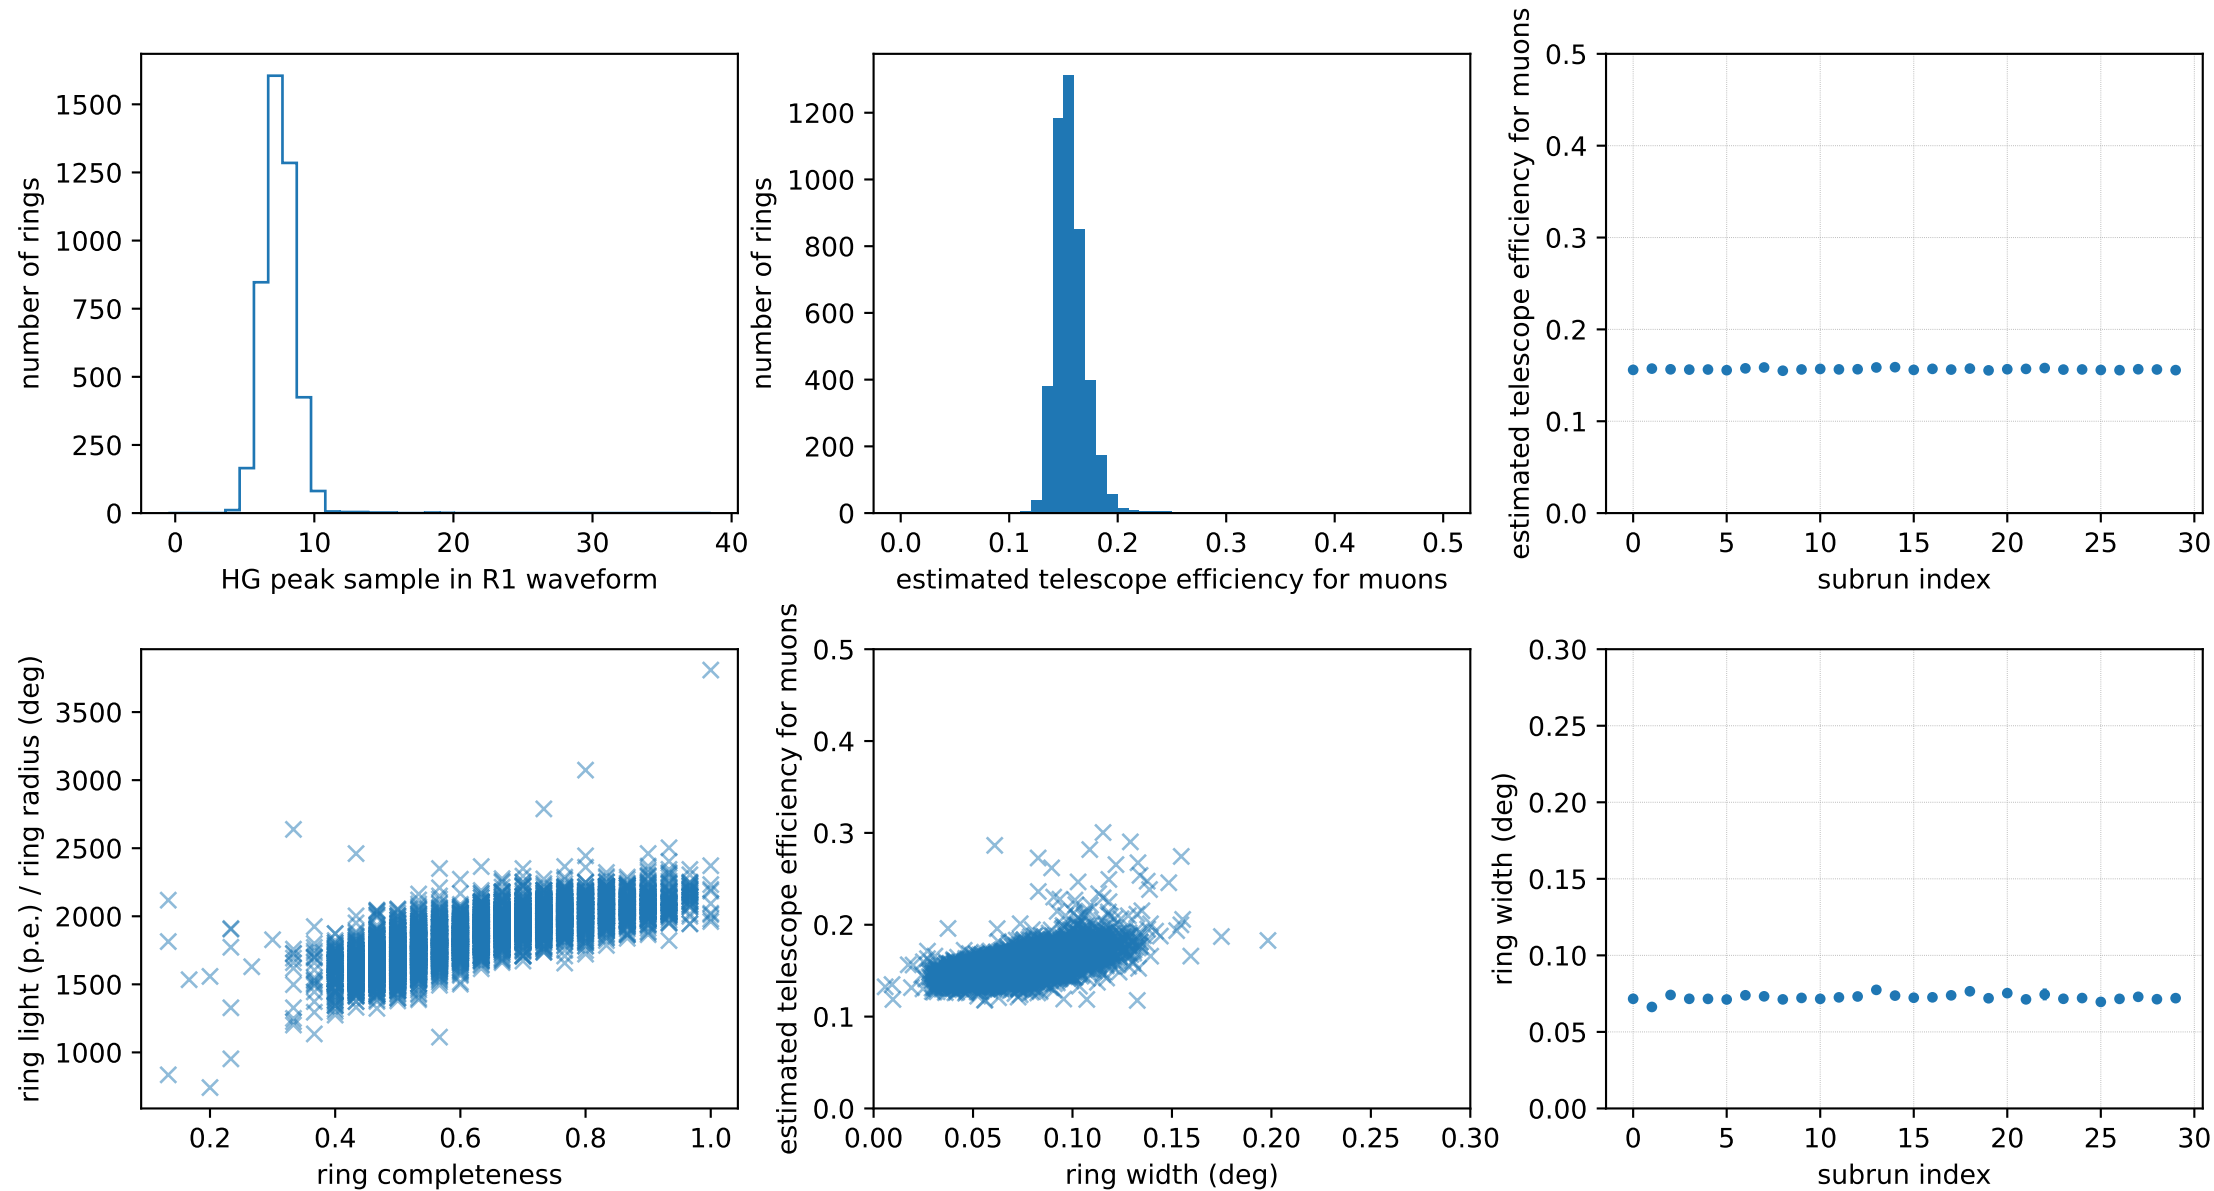 1500
1250
1000
750
500
250
0
number of rings
0 10 20 30 40
HG peak sample in R1 waveform
1200
1000
800
600
400
200
0
number of rings
0.0 0.1 0.2 0.3 0.4 0.5
estimated telescope efficiency for muons
0.5
0.4
0.3
0.2
0.1
0.0
estimated telescope efficiency for muons
0 5 10 15 20 25 30
subrun index
3500
3000
2500
2000
1500
1000
ring light (p.e.) / ring radius (deg)
0.2 0.4 0.6 0.8 1.0
ring completeness
0.5
0.4
0.3
0.2
0.1
0.0
estimated telescope efficiency for muons
0.00 0.05 0.10 0.15 0.20 0.25 0.30
ring width (deg)
0.30
0.25
0.20
0.15
0.10
0.05
0.00
ring width (deg)
0 5 10 15 20 25 30
subrun index